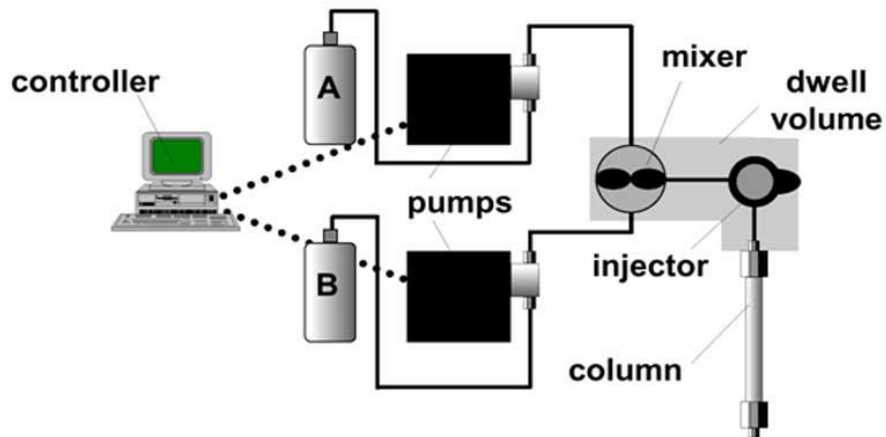 controller
A
mixer
dwell
volume
pumps
B
injector
column